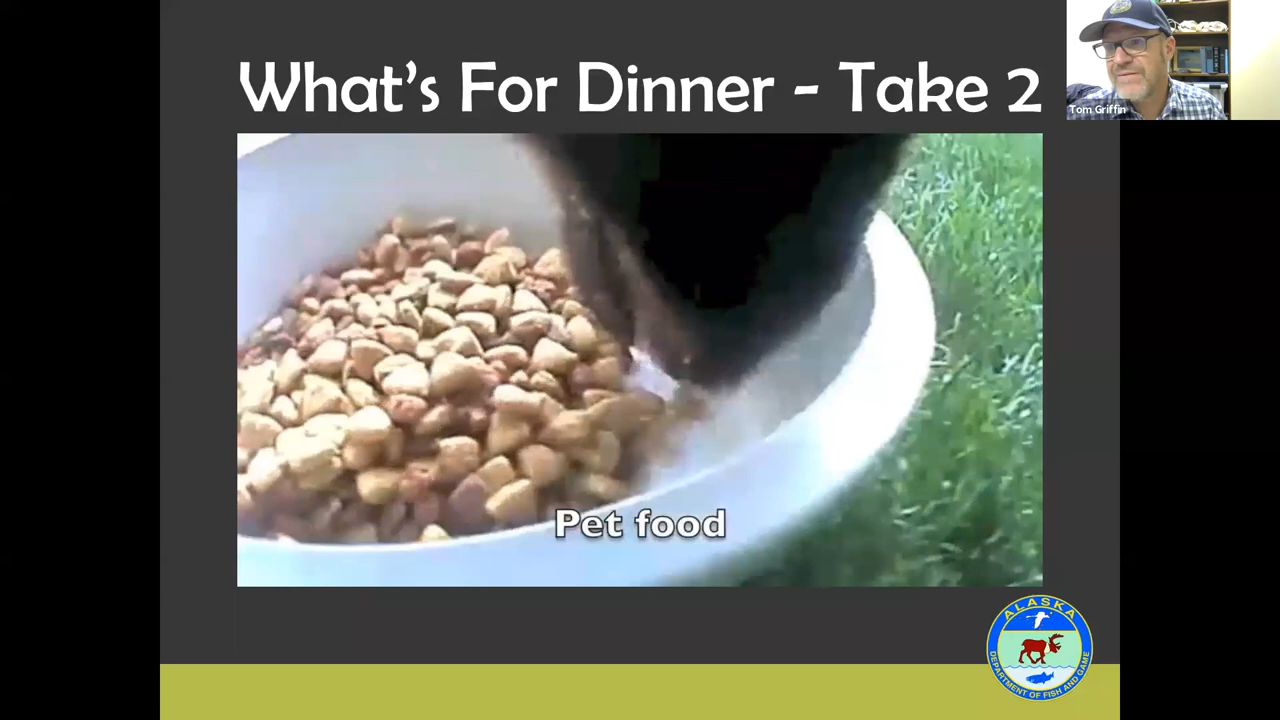 What's For Dinner - Take 2
Tom Griffin
Pet food
ALASKA
DEPARTMENT OF FISH AND GAME